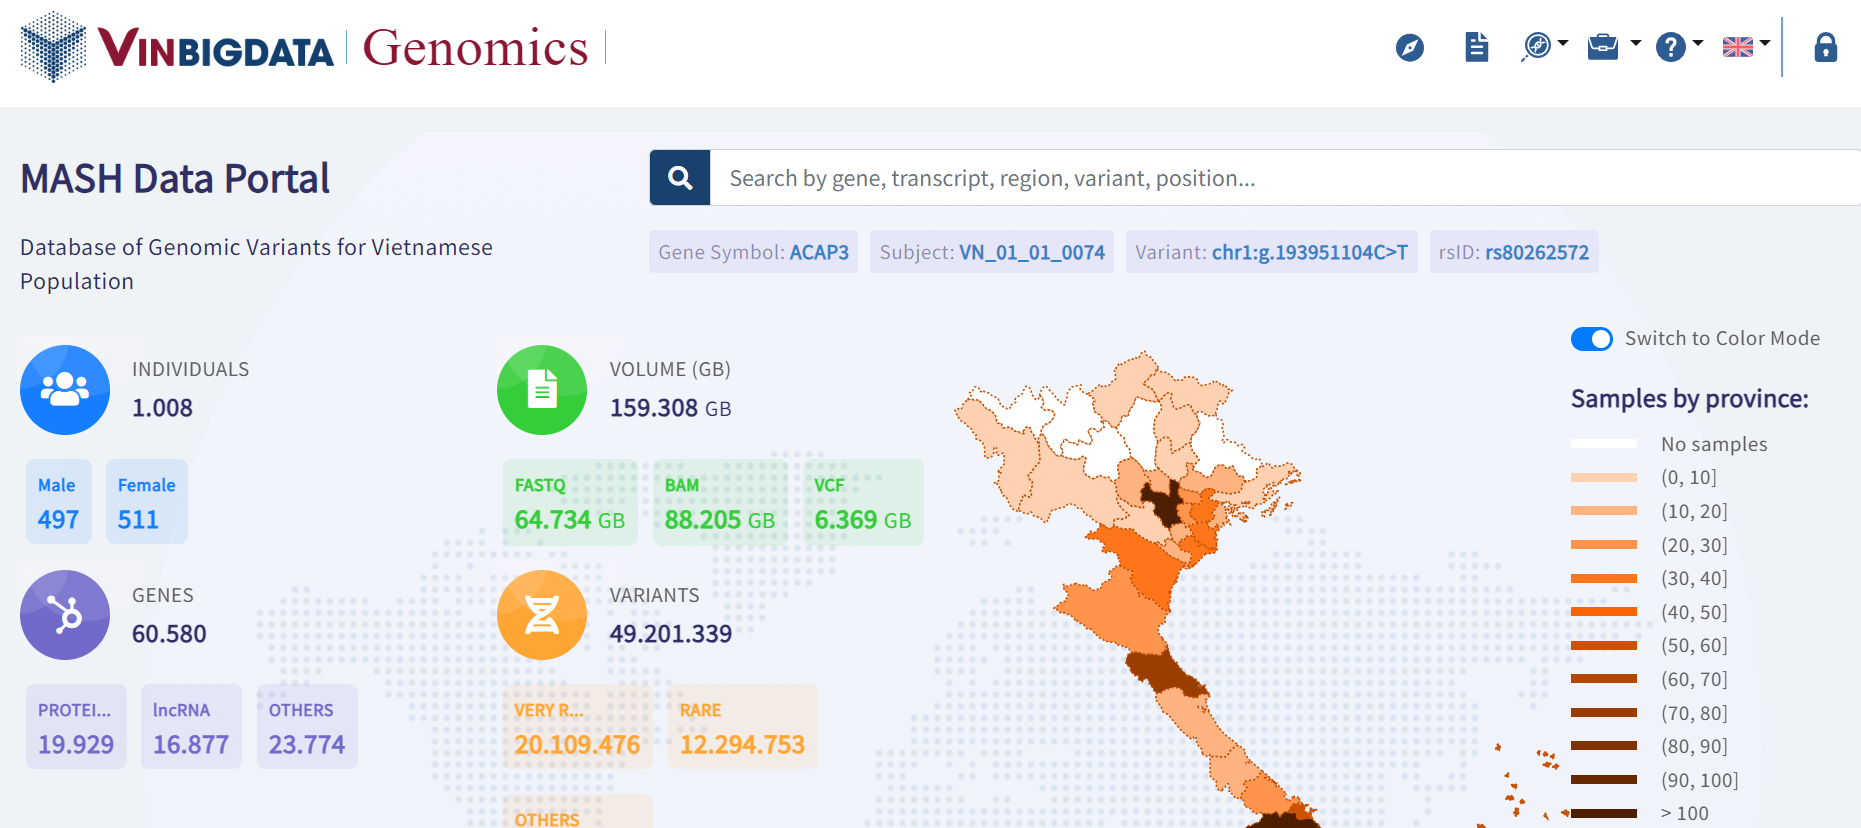 VINBIGDATA Genomics
MASH Data Portal
Search by gene, transcript, region, variant, position...
Database of Genomic Variants for Vietnamese
Population
Gene Symbol: ACAP3 Subject: VN_01_01_0074 Variant: chr1:g.193951104C>T rsID: rs80262572
INDIVIDUALS
1.008
Male
497
Female
511
VOLUME (GB)
159.308 GB
FASTQ
64.734 GB
BAM
88.205 GB
VCF
6.369 GB
GENES
60.580
PROTEI...
19.929
lncRNA
16.877
OTHERS
23.774
VARIANTS
49.201.339
VERY R...
20.109.476
RARE
12.294.753
OTHERS
Switch to Color Mode
Samples by province:
No samples
(0, 10]
(10, 20]
(20, 30]
(30, 40]
(40, 50]
(50, 60]
(60, 70]
(70, 80]
(80, 90]
(90, 100]
> 100